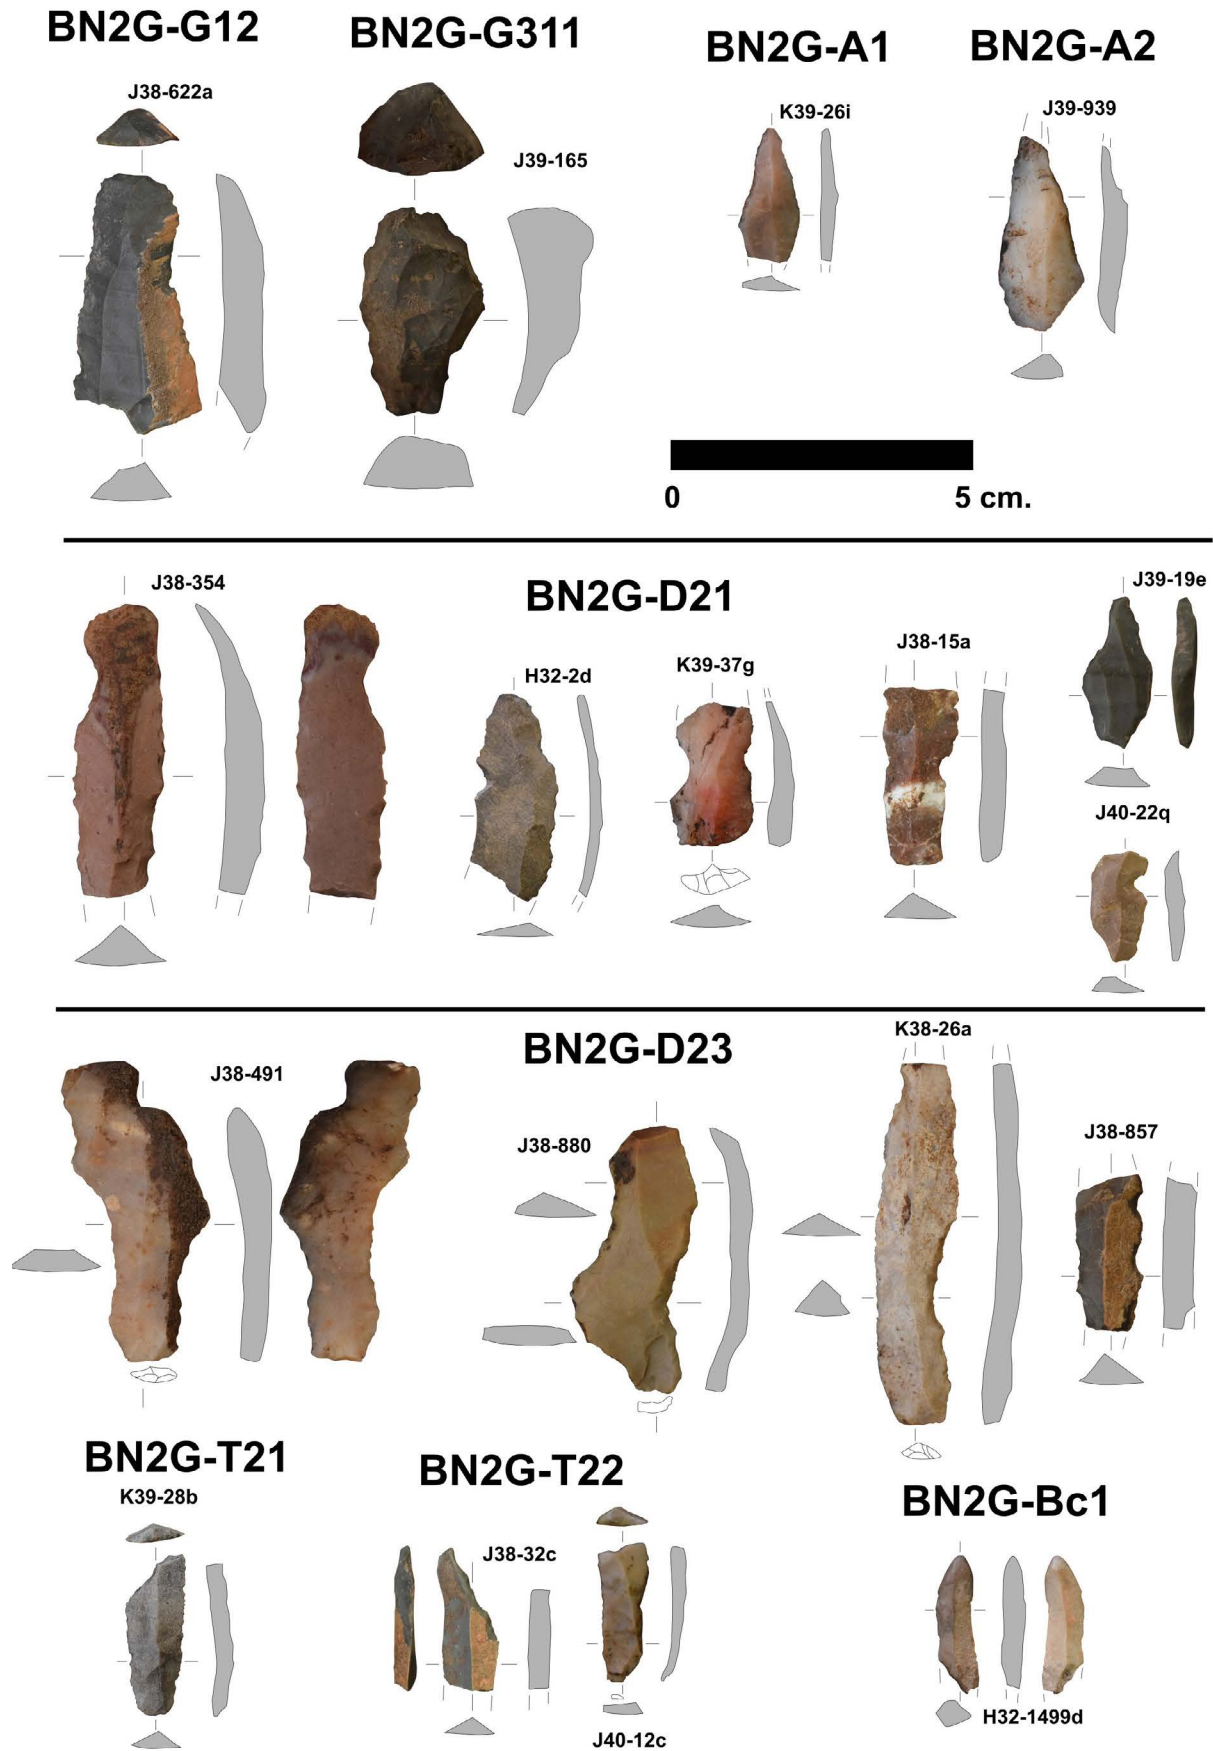 BN2G-G12
BN2G-G311
BN2G-A1
BN2G-A2
J38-622a
J39-165
K39-26i
J39-939
0 5 cm.
J38-354
BN2G-D21
H32-2d
K39-37g
J38-15a
J39-19e
J40-22q
J38-491
BN2G-D23
J38-880
K38-26a
J38-857
BN2G-T21
K39-28b
BN2G-T22
J38-32c
J40-12c
BN2G-Bc1
H32-1499d